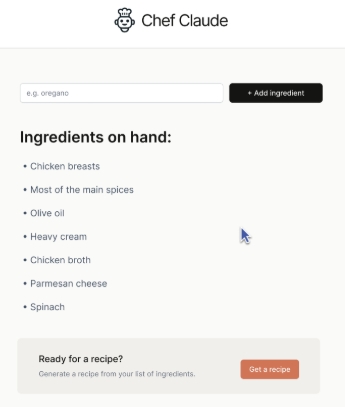 Chef Claude
e.g. oregano
+ Add ingredient
Ingredients on hand:
• Chicken breasts
• Most of the main spices
• Olive oil
• Heavy cream
• Chicken broth
• Parmesan cheese
• Spinach
Ready for a recipe?
Generate a recipe from your list of ingredients.
Get a recipe